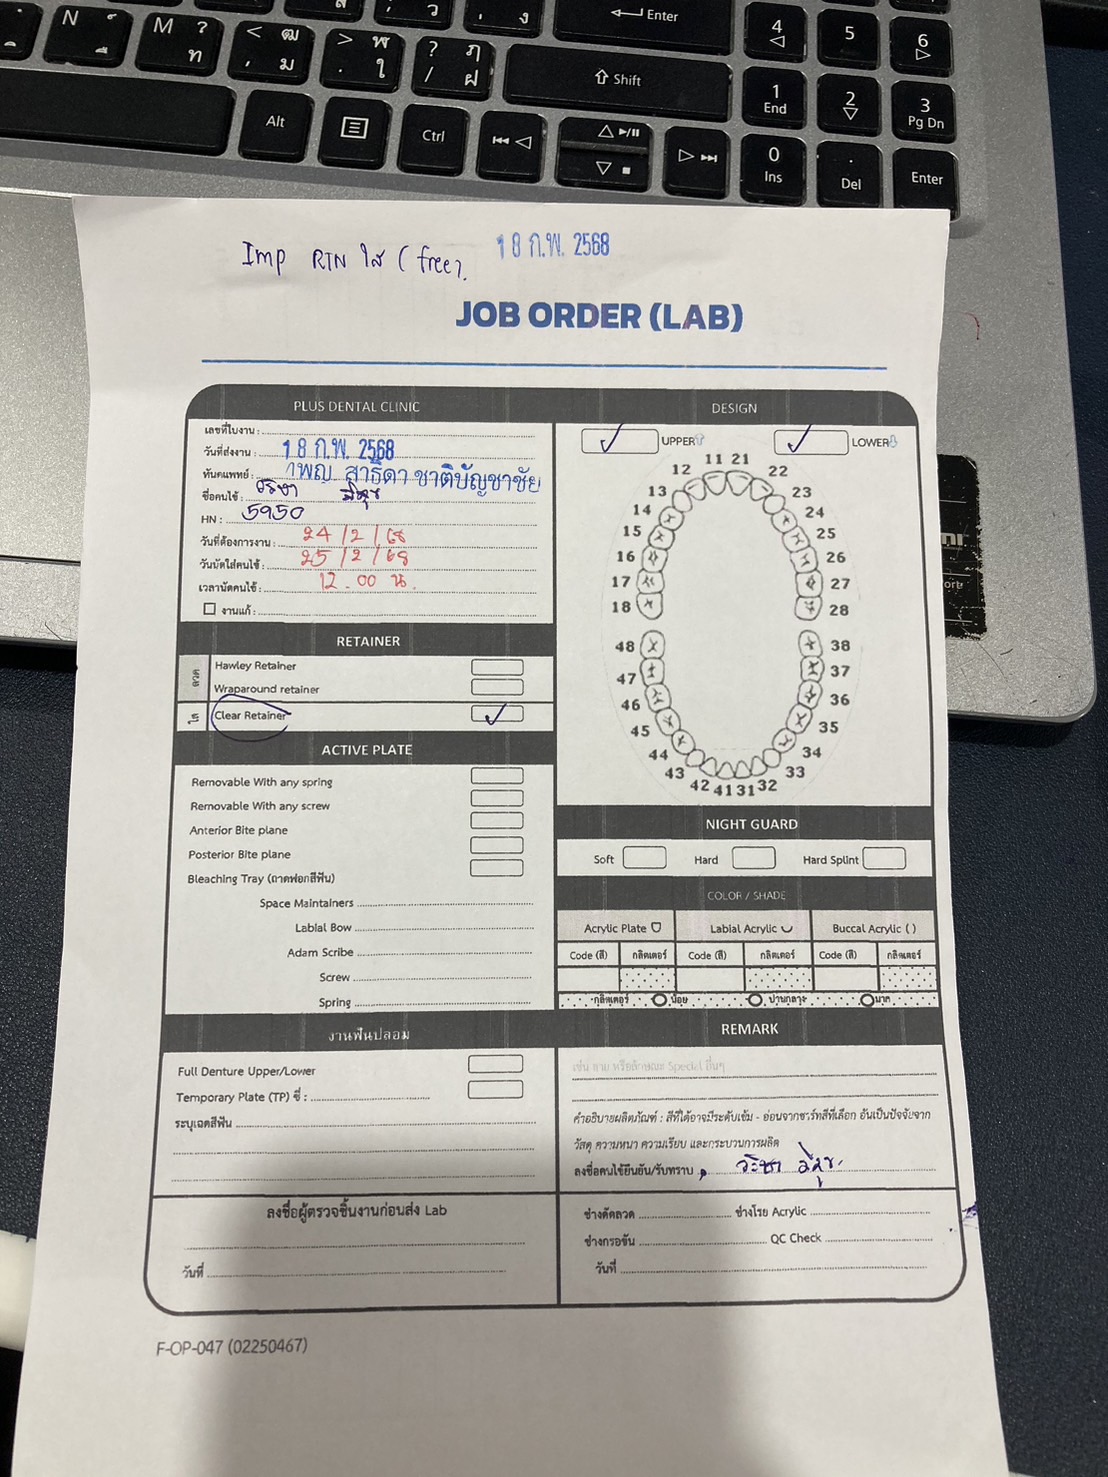 N
M ?
ท
< ฒ
, ม
> ฬ
. ใ
? ฦ
/ ฝ
Enter
Shift
Alt
Ctrl
4
5
6
1
End
2
3
Pg Dn
0
Ins
.
Del
Enter
Imp RTN ใส (free).
18 ก.พ. 2568
JOB ORDER (LAB)
PLUS DENTAL CLINIC
เลขที่ใบงาน :
วันที่ส่งงาน : 18 ก.พ. 2568
ทันตแพทย์ : าพญ. สาธิดา ชาติบัญชาชัย
ชื่อคนไข้ :
HN : 5950
วันที่ต้องการงาน : 24 / 2 / 68
วันนัดใส่คนไข้ : 25 / 2 / 68
เวลานัดคนไข้ : 12.00 น.
งานแก้ :
DESIGN
UPPER
LOWER
11 21
12 22
13 23
14 24
15 25
16 26
17 27
18 28
48 38
47 37
46 36
45 35
44 34
43 33
42 41 31 32
RETAINER
ลวด
Hawley Retainer
Wraparound retainer
ใส
Clear Retainer
ACTIVE PLATE
Removable With any spring
Removable With any screw
Anterior Bite plane
Posterior Bite plane
Bleaching Tray (ถาดฟอกสีฟัน)
Space Maintainers
Labial Bow
Adam Scribe
Screw
Spring
NIGHT GUARD
Soft Hard Hard Splint
COLOR / SHADE
Acrylic Plate Labial Acrylic Buccal Acrylic ( )
Code (สี) กลิตเตอร์ Code (สี) กลิตเตอร์ Code (สี) กลิตเตอร์
กลิตเตอร์ น้อย ปานกลาง มาก
งานฟันปลอม
Full Denture Upper/Lower
Temporary Plate (TP) ซี่ :
ระบุเฉดสีฟัน
REMARK
เช่น ลาย หรือลักษณะ Special อื่นๆ
คำอธิบายผลิตภัณฑ์ : สีที่ได้อาจมีระดับเข้ม - อ่อนจากชาร์ทสีที่เลือก อันเป็นปัจจัยจาก
วัสดุ ความหนา ความเรียบ และกระบวนการผลิต
ลงชื่อคนไข้ยืนยัน/รับทราบ
ลงชื่อผู้ตรวจชิ้นงานก่อนส่ง Lab
วันที่
ช่างดัดลวด ช่างโรย Acrylic
ช่างกรอขัน QC Check
วันที่
F-OP-047 (02250467)